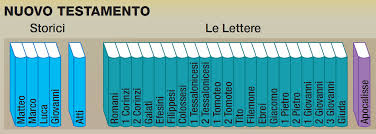 NUOVO TESTAMENTO
Storici
Le Lettere
Matteo
Marco
Luca
Giovanni
Atti
Romani
1 Corinzi
2 Corinzi
Galati
Efesini
Filippesi
Colossesi
1 Tessalonicesi
2 Tessalonicesi
1 Tomoteo
2 Tomoteo
Tito
Filemone
Ebrei
Giacomo
1 Pietro
2 Pietro
1 Giovanni
2 Giovanni
3 Giovanni
Giuda
Apocalisse